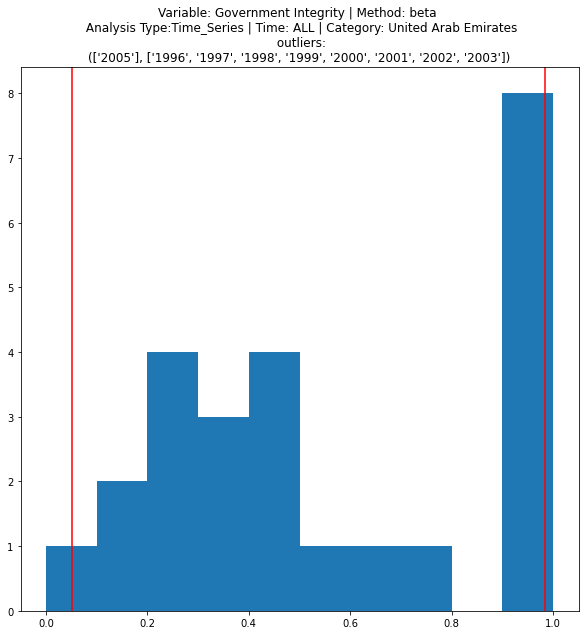 Variable: Government Integrity | Method: beta
Analysis Type:Time_Series | Time: ALL | Category: United Arab Emirates
outliers:
(['2005'], ['1996', '1997', '1998', '1999', '2000', '2001', '2002', '2003'])
8
7
6
5
4
3
2
1
0
0.0 0.2 0.4 0.6 0.8 1.0